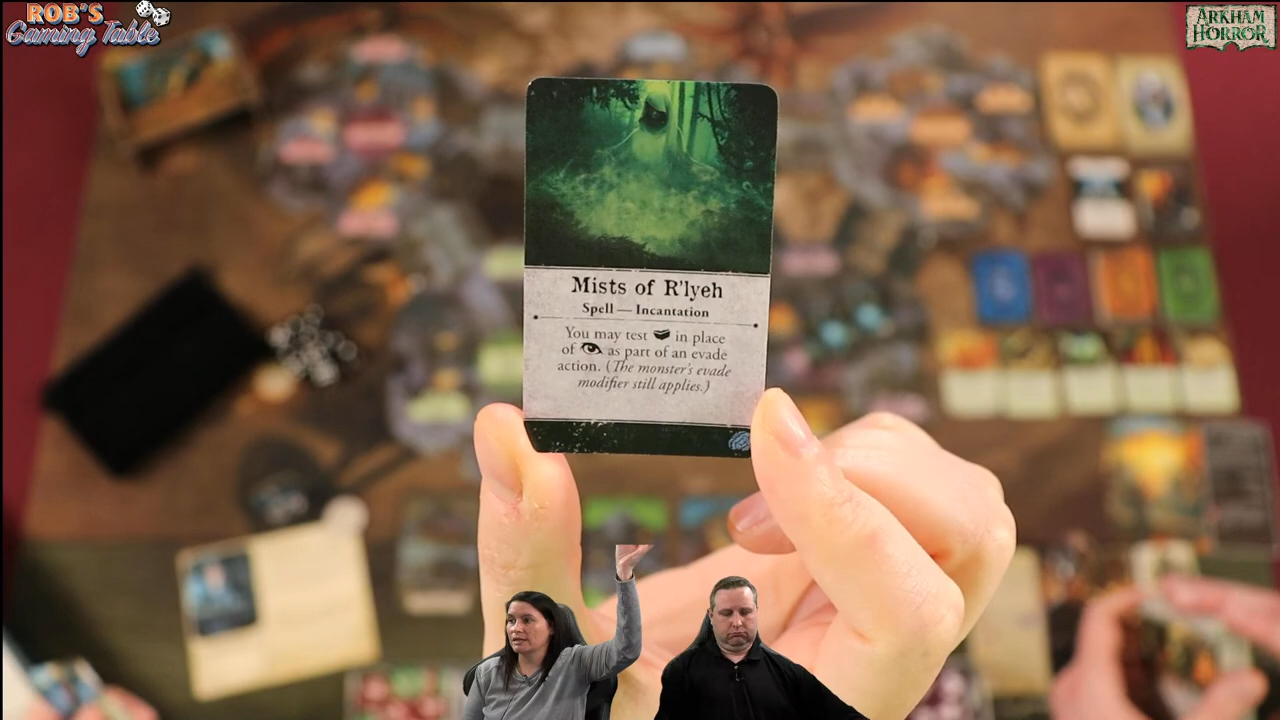 ROB'S
Gaming Table
ARKHAM
HORROR
Mists of R'lyeh
Spell — Incantation
You may test in place
of as part of an evade
action. (The monster's evade
modifier still applies.)